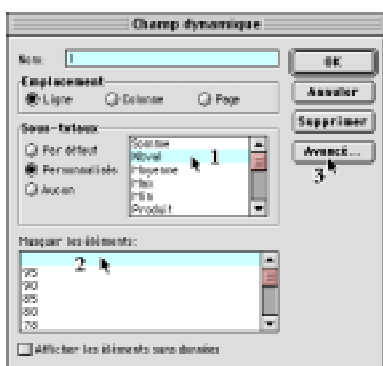 Champ dynamique
Nom:
OK
Emplacement
Ligne Colonne Page
Annuler
Supprimer
Sous-totaux
Par défaut
Personnalisés
Aucun
Somme
Nbval 1
Moyenne
Max
Min
Produit
Avancé...
3
Masquer les éléments:
2
95
90
85
80
78
Afficher les éléments sans données